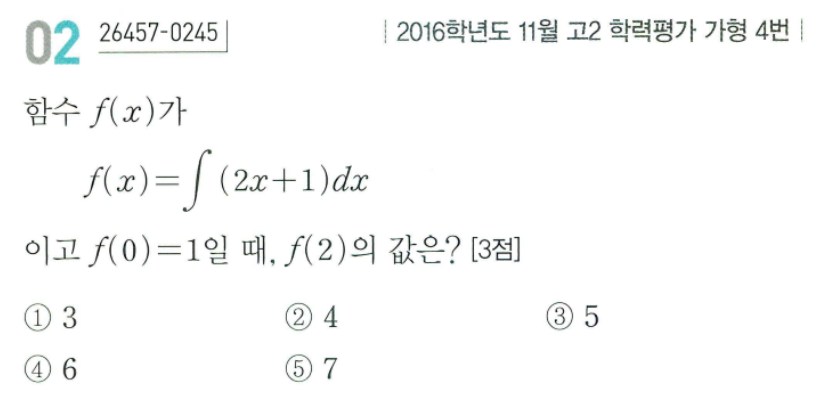 02 26457-0245 | 2016학년도 11월 고2 학력평가 가형 4번 |
함수 f(x)가
f(x)=∫(2x+1)dx
이고 f(0)=1일 때, f(2)의 값은? [3점]
① 3 ② 4 ③ 5
④ 6 ⑤ 7